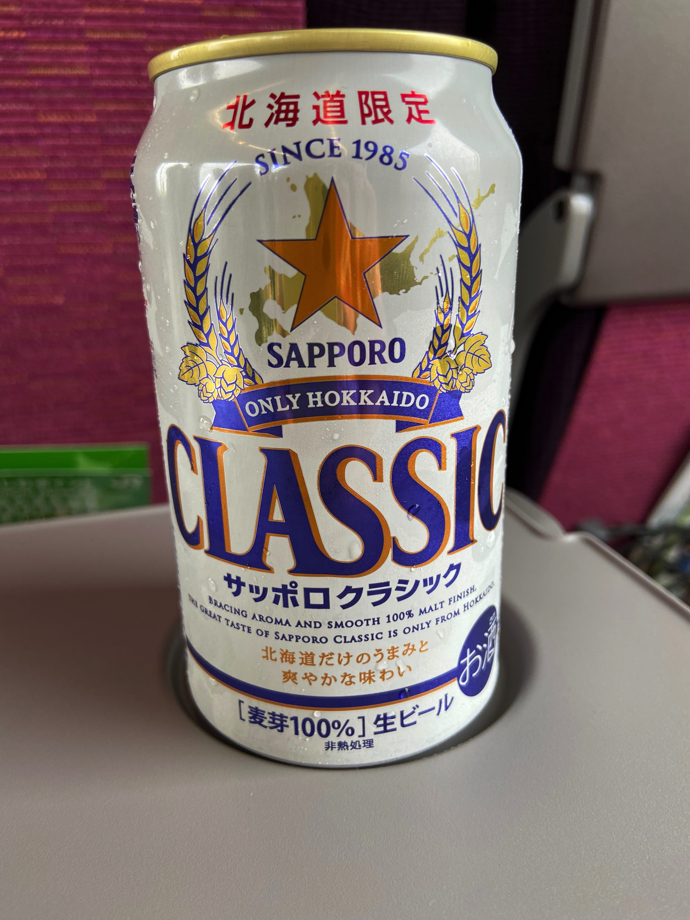 北海道限定
SINCE 1985
SAPPORO
ONLY HOKKAIDO
CLASSIC
サッポロクラシック
BRACING AROMA AND SMOOTH 100% MALT FINISH,
THE GREAT TASTE OF SAPPORO CLASSIC IS ONLY FROM HOKKAIDO.
北海道だけのうまみと
爽やかな味わい
お酒
[麦芽100%]生ビール
非熱処理